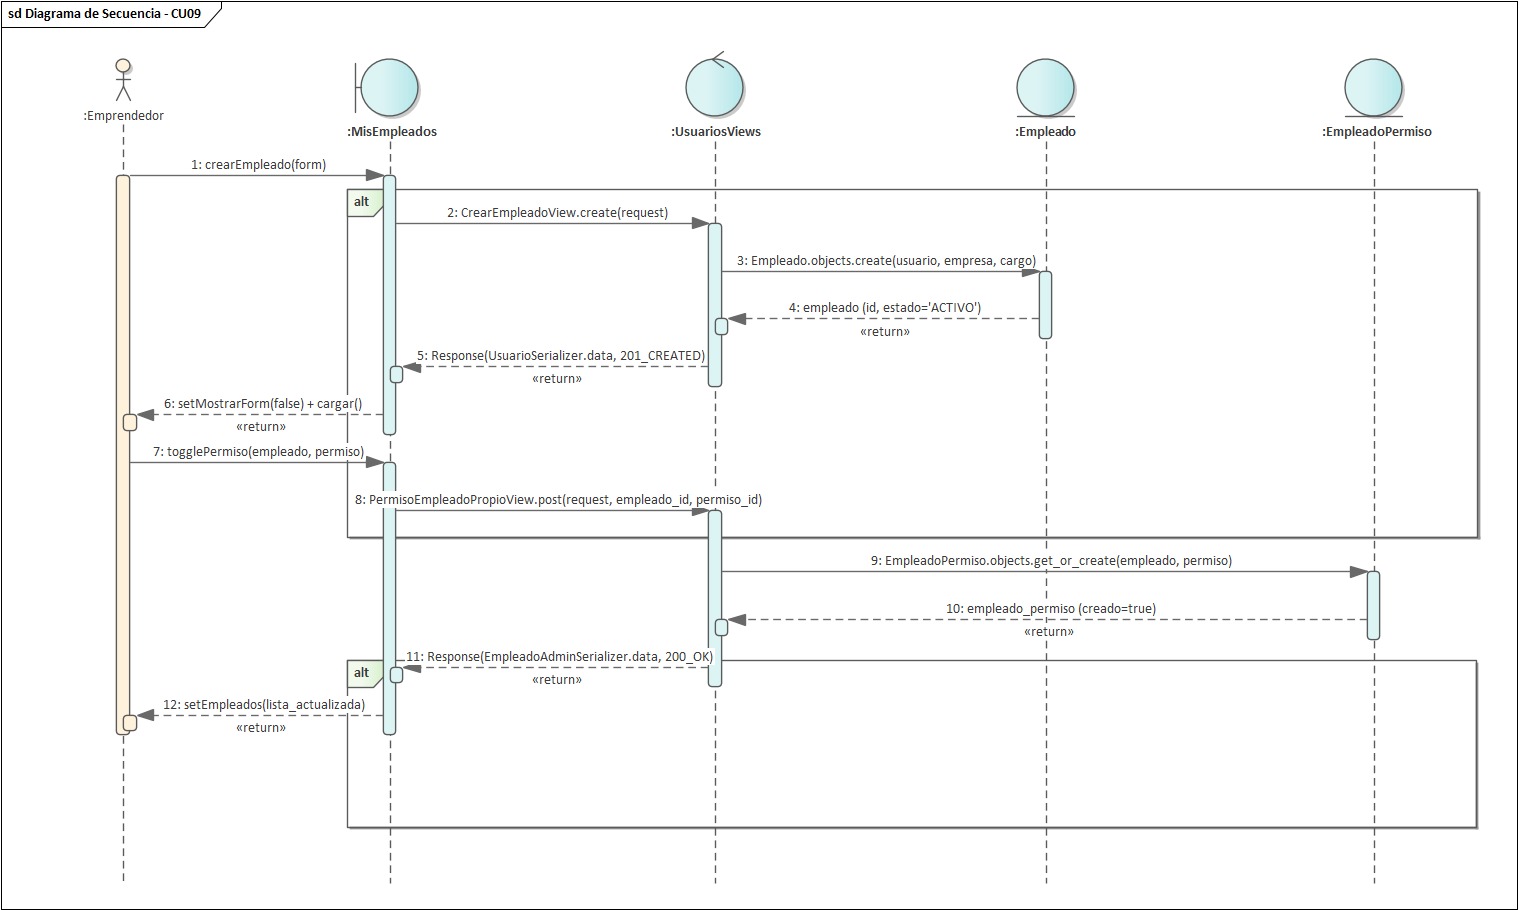 sd Diagrama de Secuencia - CU09
:Emprendedor
:MisEmpleados
:UsuariosViews
:Empleado
:EmpleadoPermiso
1: crearEmpleado(form)
alt
2: CrearEmpleadoView.create(request)
3: Empleado.objects.create(usuario, empresa, cargo)
4: empleado (id, estado='ACTIVO')
«return»
5: Response(UsuarioSerializer.data, 201_CREATED)
«return»
6: setMostrarForm(false) + cargar()
«return»
7: togglePermiso(empleado, permiso)
8: PermisoEmpleadoPropioView.post(request, empleado_id, permiso_id)
9: EmpleadoPermiso.objects.get_or_create(empleado, permiso)
10: empleado_permiso (creado=true)
«return»
11: Response(EmpleadoAdminSerializer.data, 200_OK)
alt
«return»
12: setEmpleados(lista_actualizada)
«return»